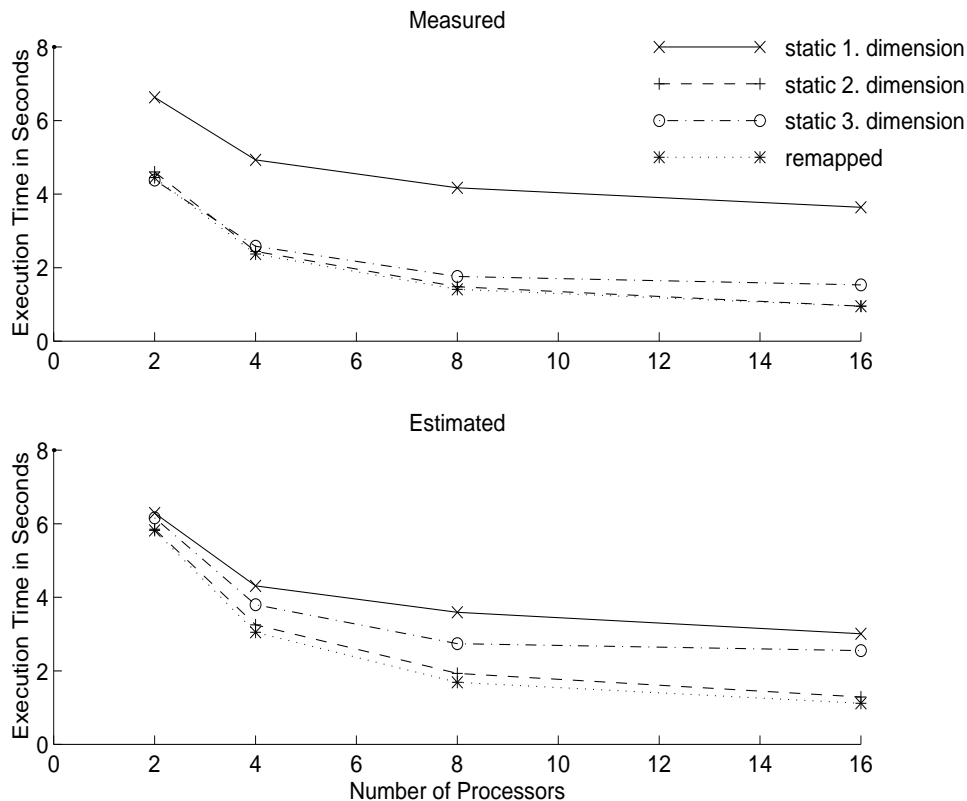 Measured
static 1. dimension
static 2. dimension
static 3. dimension
remapped
Execution Time in Seconds
8
6
4
2
0
0 2 4 6 8 10 12 14 16
Estimated
Execution Time in Seconds
8
6
4
2
0
0 2 4 6 8 10 12 14 16
Number of Processors